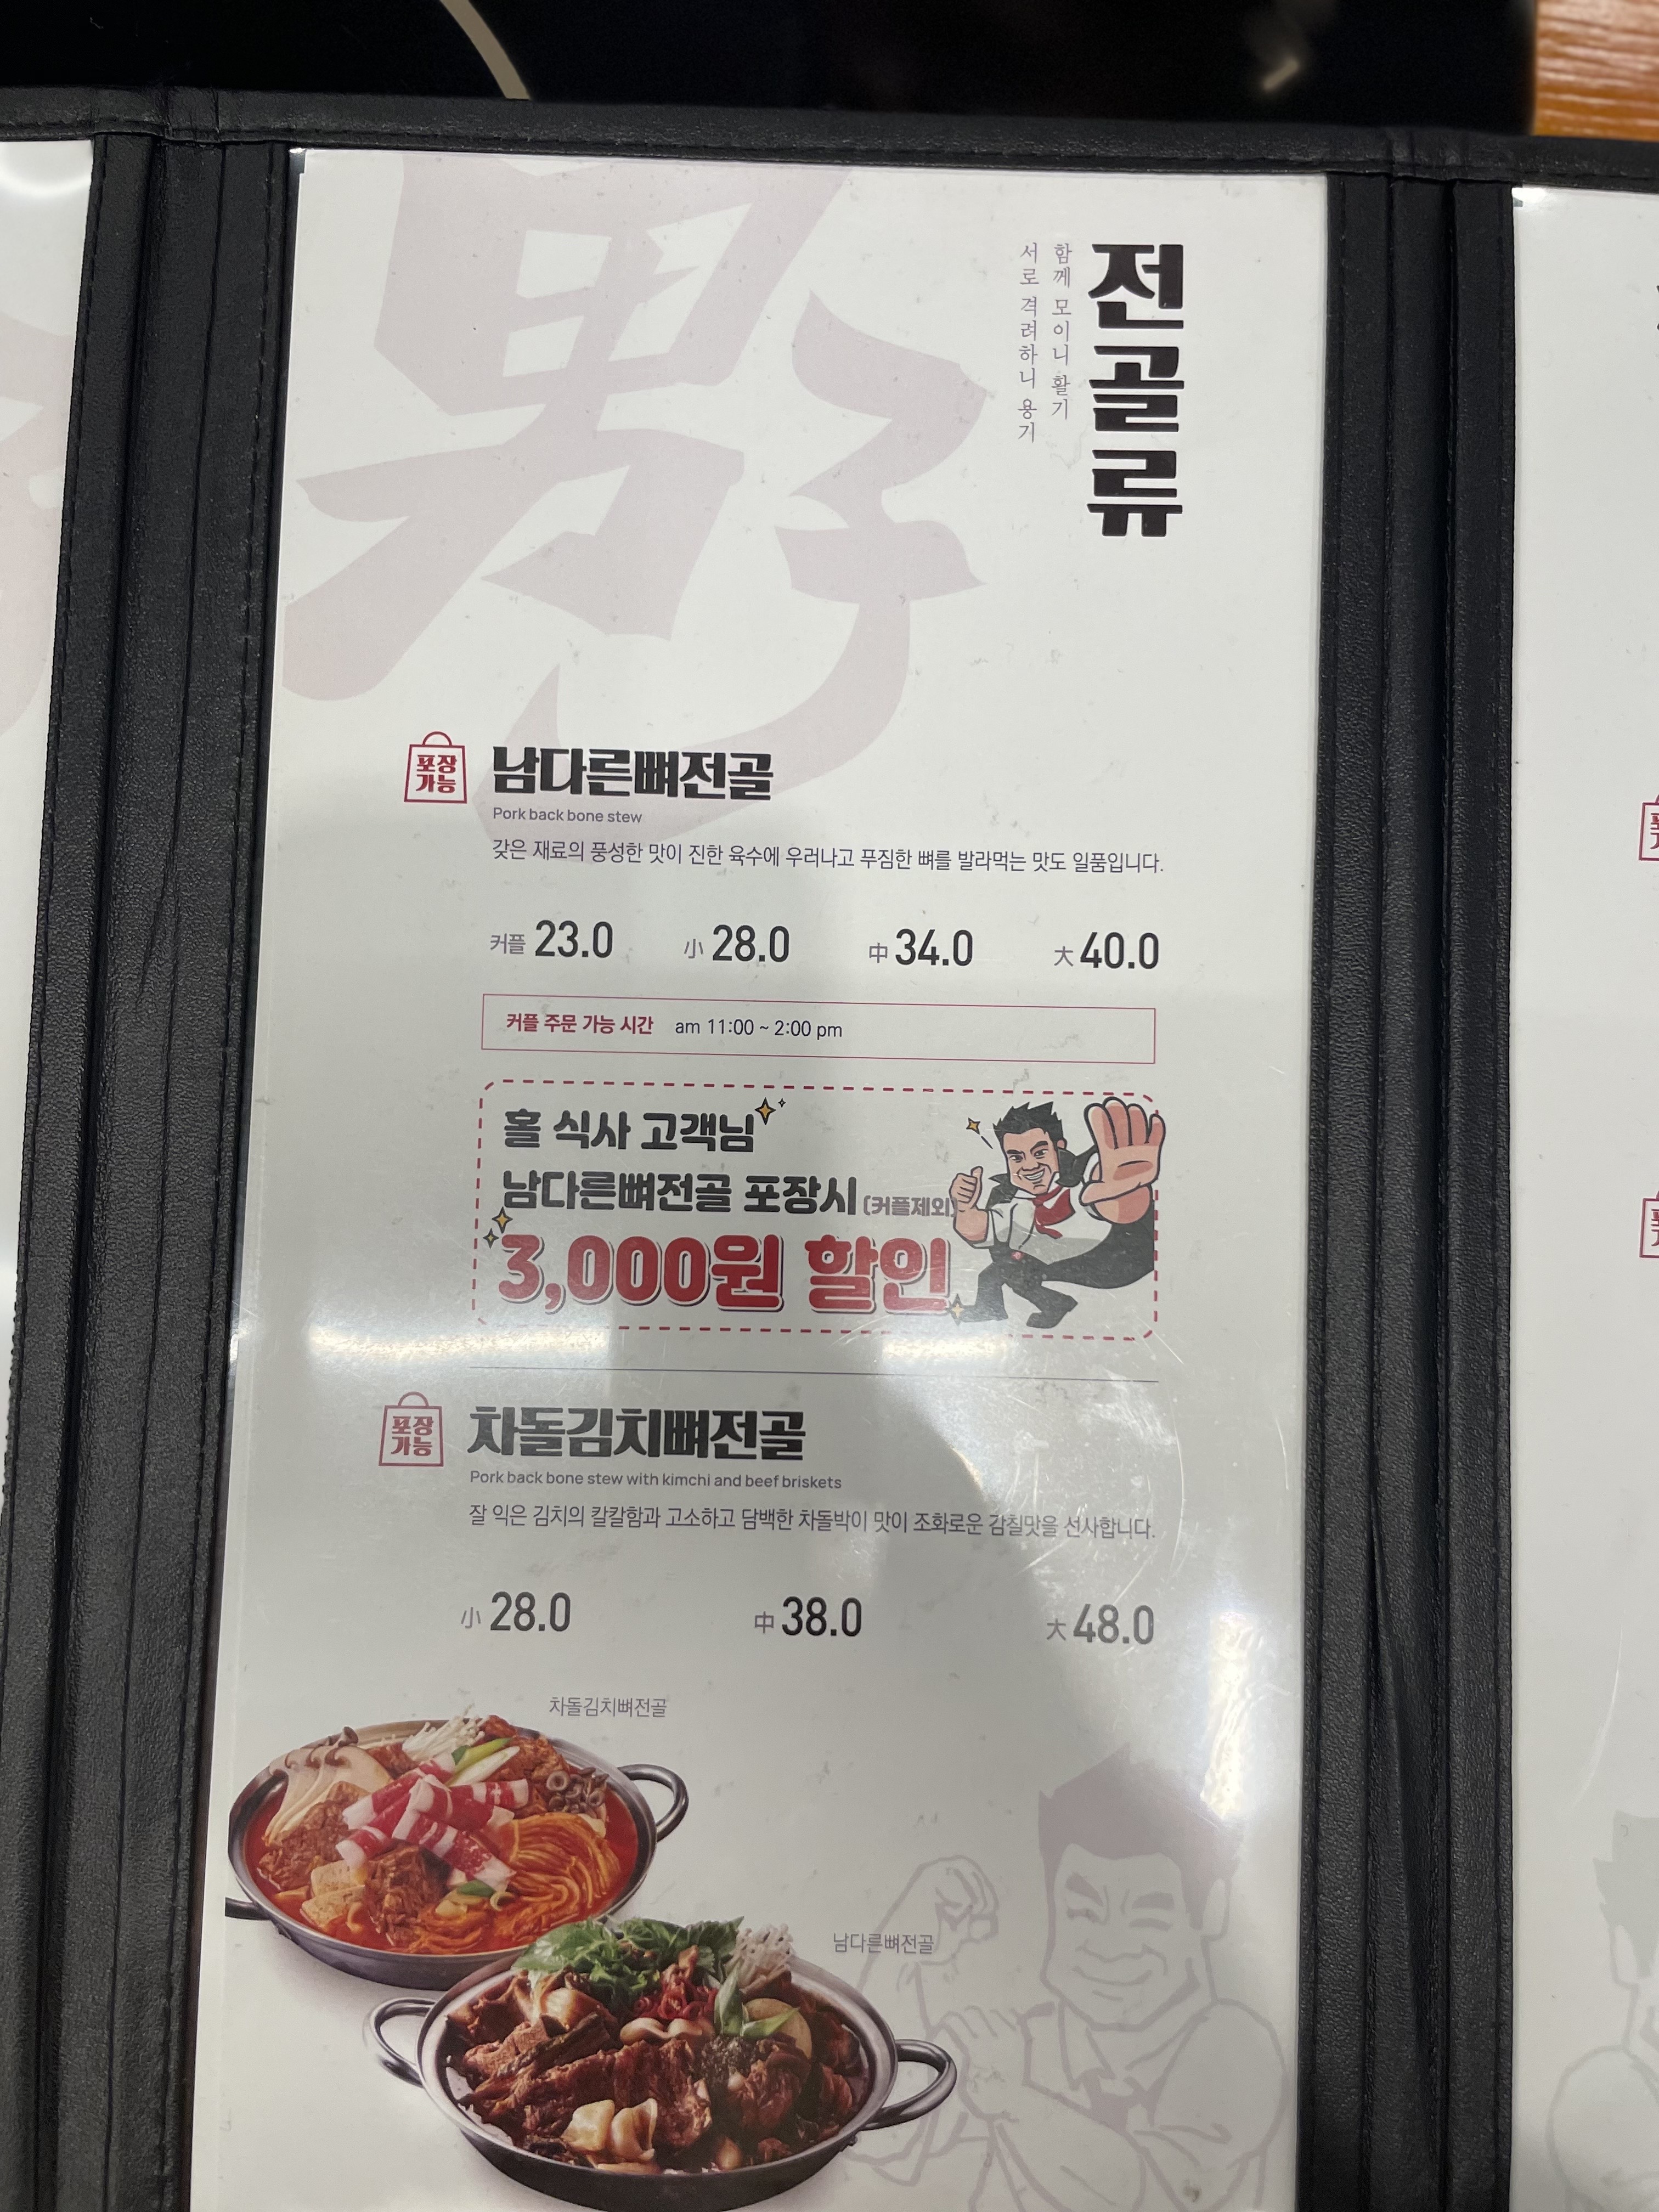 男子
전골류
함께 모이니 활기
서로 격려하니 용기
포장
가능
남다른뼈전골
Pork back bone stew
갖은 재료의 풍성한 맛이 진한 육수에 우러나고 푸짐한 뼈를 발라먹는 맛도 일품입니다.
커플 23.0 小 28.0 中 34.0 大 40.0
커플 주문 가능 시간 am 11:00 ~ 2:00 pm
홀 식사 고객님
남다른뼈전골 포장시 (커플제외)
3,000원 할인
포장
가능
차돌김치뼈전골
Pork back bone stew with kimchi and beef briskets
잘 익은 김치의 칼칼함과 고소하고 담백한 차돌박이 맛이 조화로운 감칠맛을 선사합니다.
小 28.0 中 38.0 大 48.0
차돌김치뼈전골
남다른뼈전골